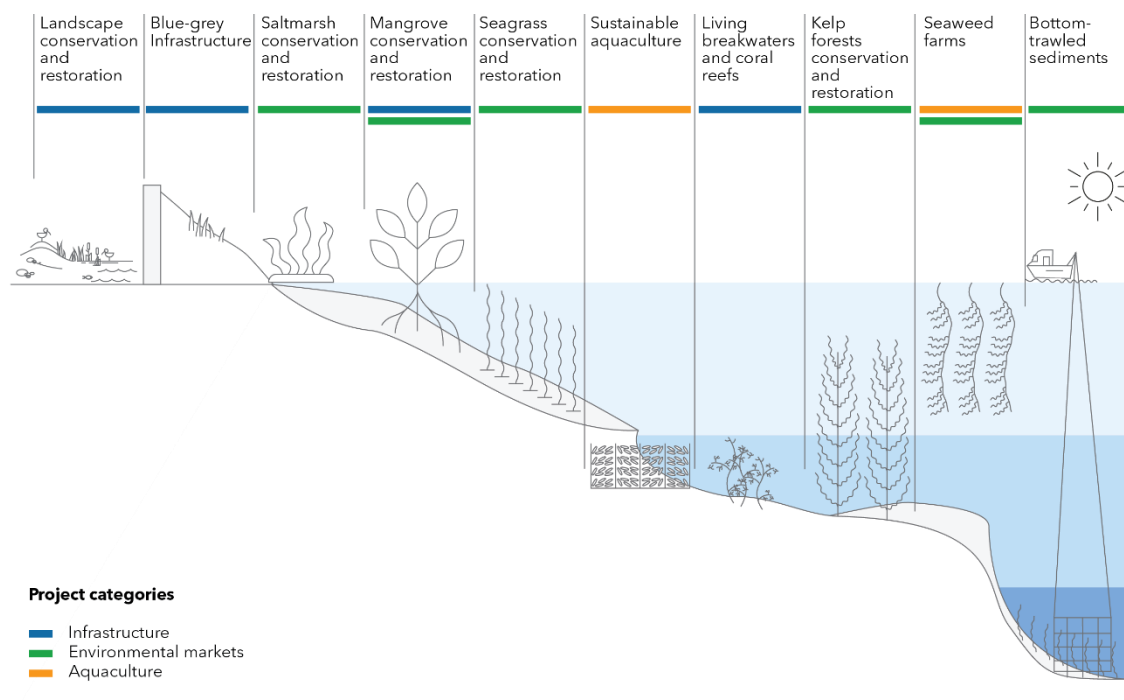 Landscape
conservation
and
restoration
Blue-grey
Infrastructure
Saltmarsh
conservation
and
restoration
Mangrove
conservation
and
restoration
Seagrass
conservation
and
restoration
Sustainable
aquaculture
Living
breakwaters
and coral
reefs
Kelp
forests
conservation
and
restoration
Seaweed
farms
Bottom-
trawled
sediments
Project categories
Infrastructure
Environmental markets
Aquaculture